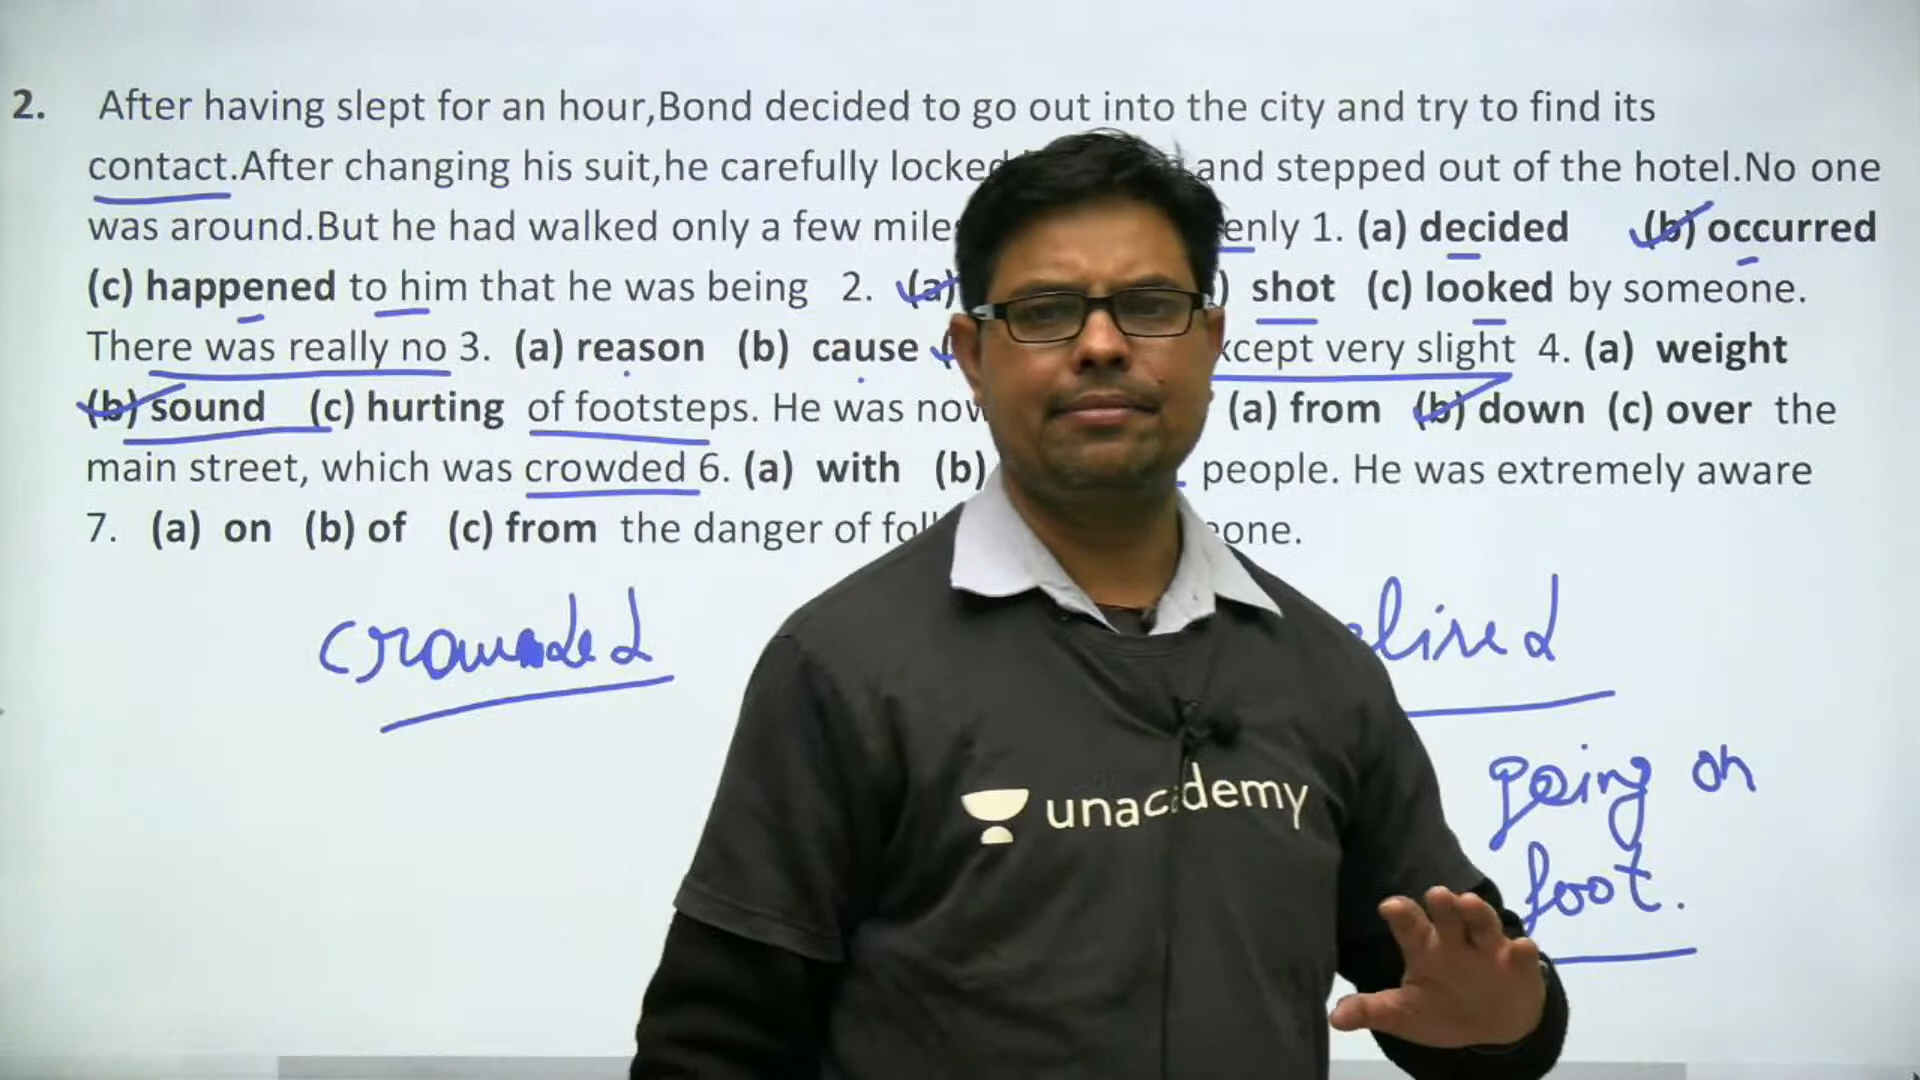 2. After having slept for an hour,Bond decided to go out into the city and try to find its
contact.After changing his suit,he carefully locked and stepped out of the hotel.No one
was around.But he had walked only a few mile enly 1. (a) decided (b) occurred
(c) happened to him that he was being 2. (a) shot (c) looked by someone.
There was really no 3. (a) reason (b) cause xcept very slight 4. (a) weight
(b) sound (c) hurting of footsteps. He was now (a) from (b) down (c) over the
main street, which was crowded 6. (a) with (b) people. He was extremely aware
7. (a) on (b) of (c) from the danger of fol one.
crowded
going on
foot.
unacademy